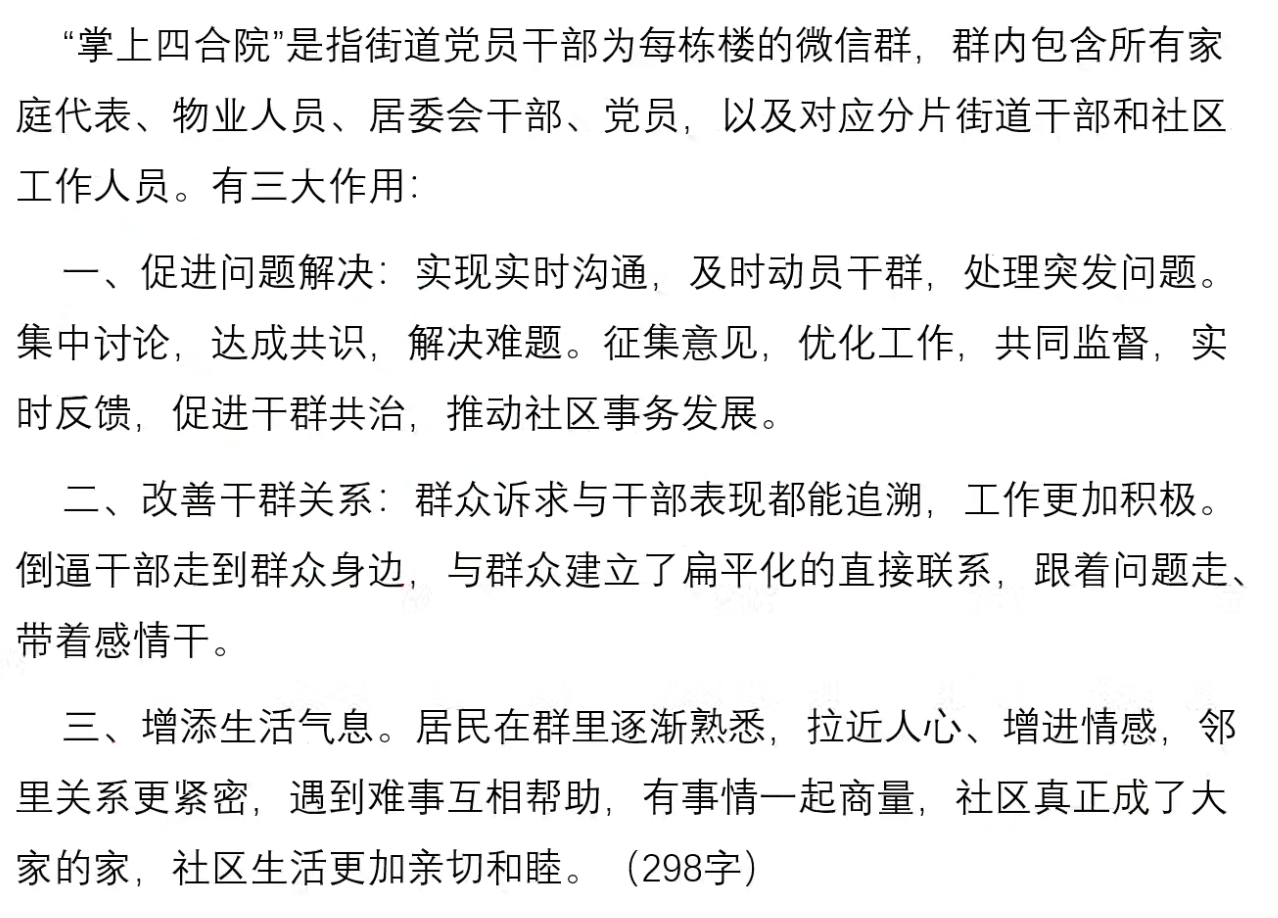 “掌上四合院”是指街道党员干部为每栋楼的微信群，群内包含所有家
庭代表、物业人员、居委会干部、党员，以及对应分片街道干部和社区
工作人员。有三大作用：
一、促进问题解决：实现实时沟通，及时动员干群，处理突发问题。
集中讨论，达成共识，解决难题。征集意见，优化工作，共同监督，实
时反馈，促进干群共治，推动社区事务发展。
二、改善干群关系：群众诉求与干部表现都能追溯，工作更加积极。
倒逼干部走到群众身边，与群众建立了扁平化的直接联系，跟着问题走、
带着感情干。
三、增添生活气息。居民在群里逐渐熟悉，拉近人心、增进情感，邻
里关系更紧密，遇到难事互相帮助，有事情一起商量，社区真正成了大
家的家，社区生活更加亲切和睦。（298字）